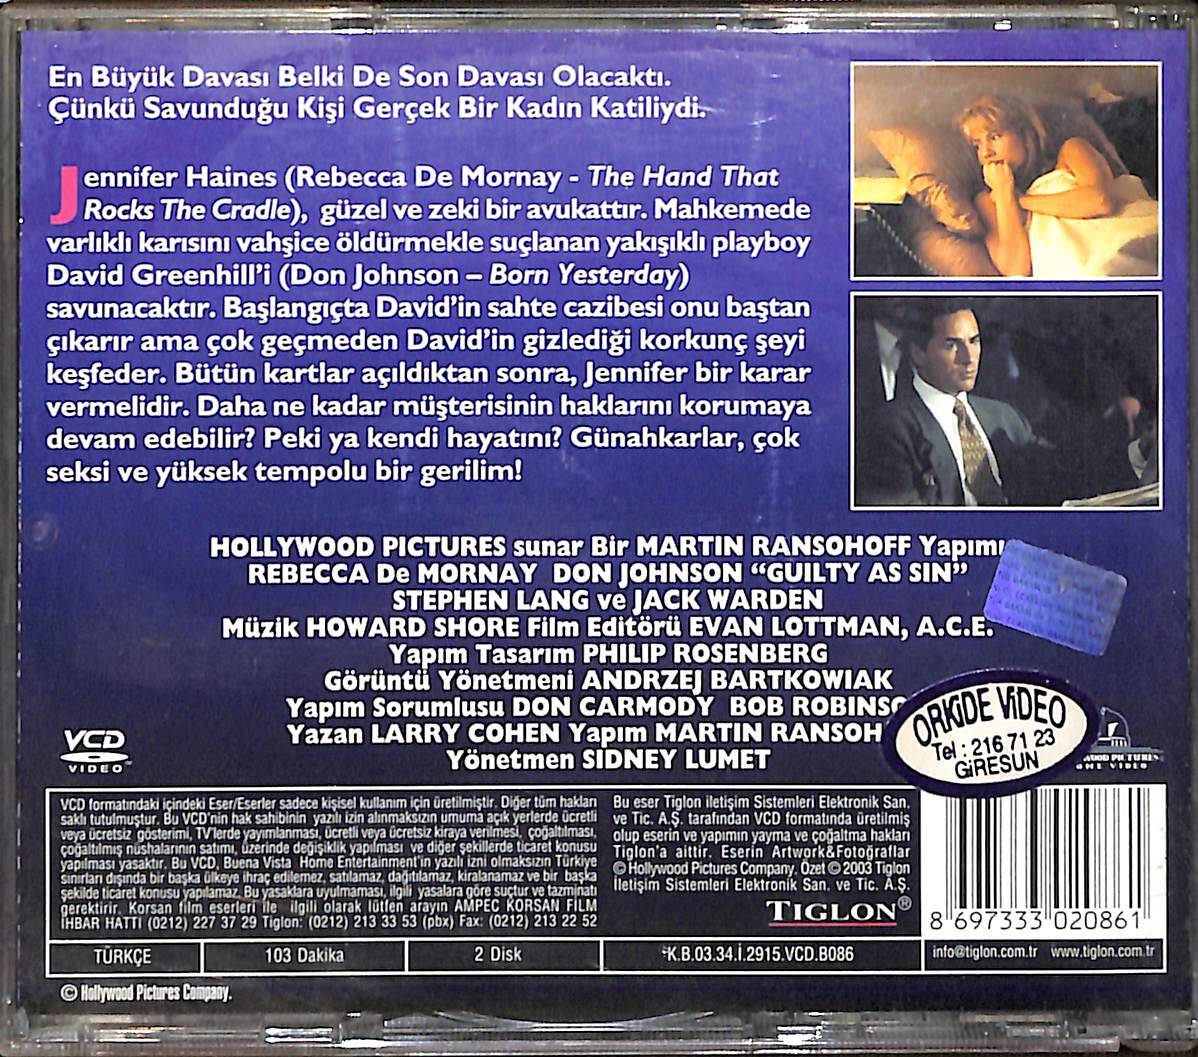 En Büyük Davası Belki De Son Davası Olacaktı.
Çünkü Savunduğu Kişi Gerçek Bir Kadın Katiliydi.
Jennifer Haines (Rebecca De Mornay - The Hand That
Rocks The Cradle), güzel ve zeki bir avukattır. Mahkemede
varlıklı karısını vahşice öldürmekle suçlanan yakışıklı playboy
David Greenhill'i (Don Johnson – Born Yesterday)
savunacaktır. Başlangıçta David'in sahte cazibesi onu baştan
çıkarır ama çok geçmeden David'in gizlediği korkunç şeyi
keşfeder. Bütün kartlar açıldıktan sonra, Jennifer bir karar
vermelidir. Daha ne kadar müşterisinin haklarını korumaya
devam edebilir? Peki ya kendi hayatını? Günahkarlar, çok
seksi ve yüksek tempolu bir gerilim!
HOLLYWOOD PICTURES sunar Bir MARTIN RANSOHOFF Yapımı
REBECCA De MORNAY DON JOHNSON “GUILTY AS SIN”
STEPHEN LANG ve JACK WARDEN
Müzik HOWARD SHORE Film Editörü EVAN LOTTMAN, A.C.E.
Yapım Tasarım PHILIP ROSENBERG
Görüntü Yönetmeni ANDRZEJ BARTKOWIAK
Yapım Sorumlusu DON CARMODY BOB ROBINSO
Yazan LARRY COHEN Yapım MARTIN RANSOH
Yönetmen SIDNEY LUMET
VCD
VIDEO
ORKiDE ViDEO
Tel : 216 71 23
GiRESUN
VCD formatındaki içindeki Eser/Eserler sadece kişisel kullanım için üretilmiştir. Diğer tüm hakları
saklı tutulmuştur. Bu VCD'nin hak sahibinin yazılı izin alınmaksızın umuma açık yerlerde ücretli
veya ücretsiz gösterimi, TV'lerde yayımlanması, ücretli veya ücretsiz kiraya verilmesi, çoğaltılması,
çoğaltılmış nüshalarının satımı, üzerinde değişiklik yapılması ve diğer şekillerde ticaret konusu
yapılması yasaktır. Bu VCD, Buena Vista Home Entertainment'in yazılı izni olmaksızın Türkiye
sınırları dışında bir başka ülkeye ihraç edilemez, satılamaz, dağıtılamaz, kiralanamaz ve bir başka
şekilde ticaret konusu yapılamaz. Bu yasaklara uyulmaması, ilgili yasalara göre suçtur ve tazminatı
gerektirir. Korsan film eserleri ile ilgili olarak lütfen arayın AMPEC KORSAN FİLM
İHBAR HATTI (0212) 227 37 29 Tiglon: (0212) 213 33 53 (pbx) Fax: (0212) 213 22 52
Bu eser Tiglon iletişim Sistemleri Elektronik San.
ve Tic. A.Ş. tarafından VCD formatında üretilmiş
olup eserin ve yapımın yayma ve çoğaltma hakları
Tiglon'a aittir. Eserin Artwork&Fotoğraflar
© Hollywood Pictures Company. Özet © 2003 Tiglon
İletişim Sistemleri Elektronik San. ve Tic. A.Ş.
TIGLON®
8 697333 020861
TÜRKÇE
103 Dakika
2 Disk
K.B.03.34.İ.2915.VCD.B086
info@tiglon.com.tr www.tiglon.com.tr
© Hollywood Pictures Company.